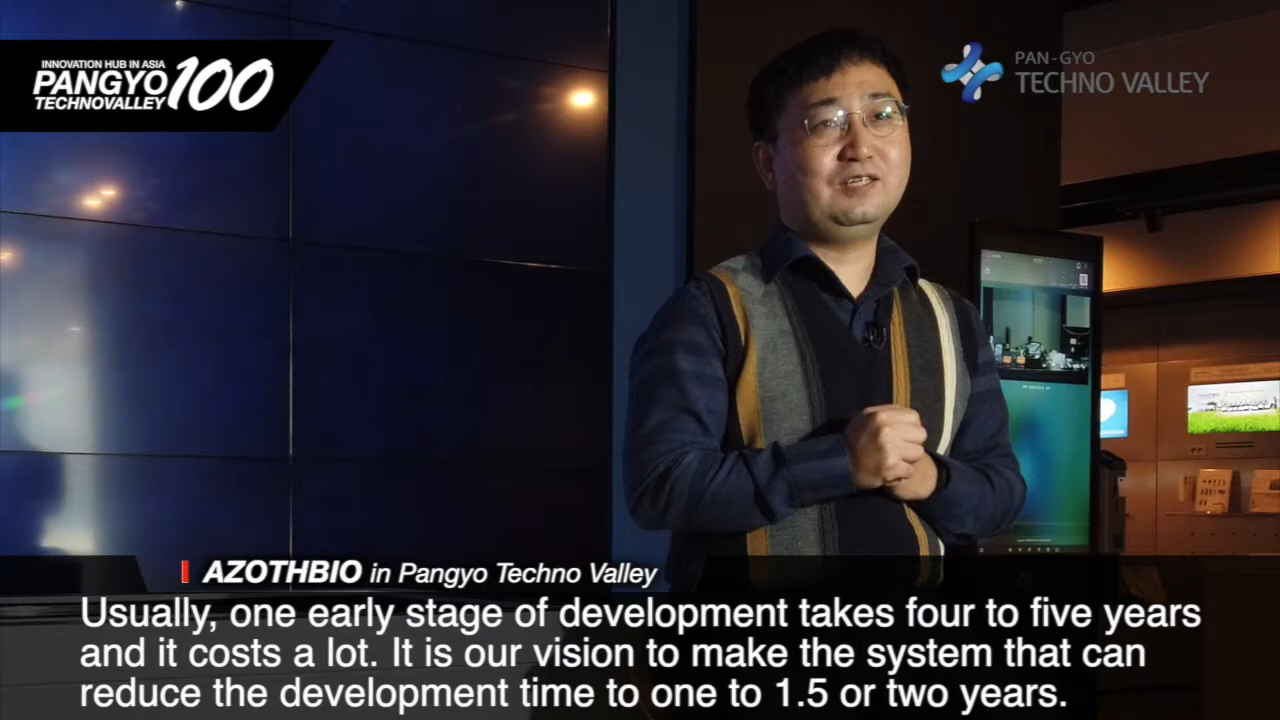 INNOVATION HUB IN ASIA
PANGYO 100
TECHNOVALLEY
PAN-GYO
TECHNO VALLEY
AZOTHBIO in Pangyo Techno Valley
Usually, one early stage of development takes four to five years
and it costs a lot. It is our vision to make the system that can
reduce the development time to one to 1.5 or two years.